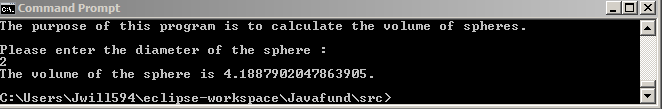 Command Prompt
The purpose of this program is to calculate the volume of spheres.
Please enter the diameter of the sphere :
2
The volume of the sphere is 4.1887902047863905.
C:\Users\Jwill594\eclipse-workspace\Javafund\src>